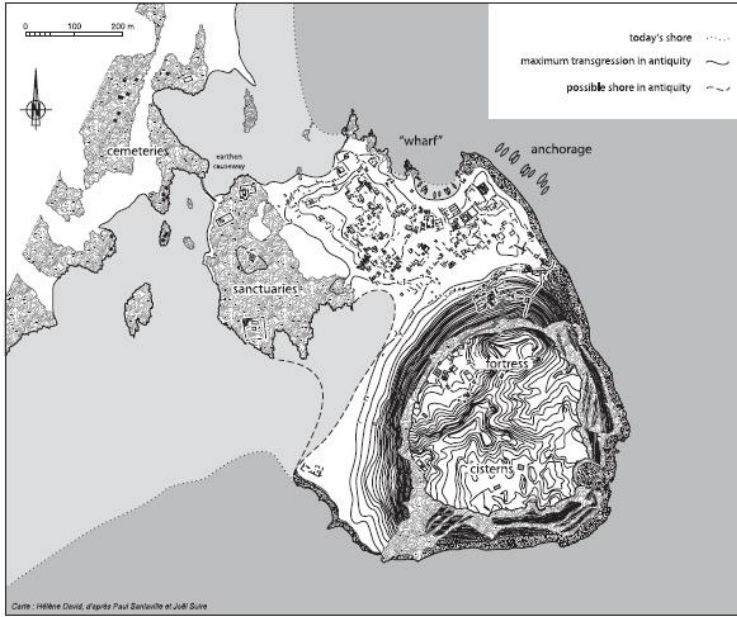 0 100 200 m
today's shore
maximum transgression in antiquity
possible shore in antiquity
N
"wharf"
anchorage
cemeteries
earthen
causeway
sanctuaries
fortress
cisterns
Carte : Hélène David, d'après Paul Sanlaville et Joël Suire